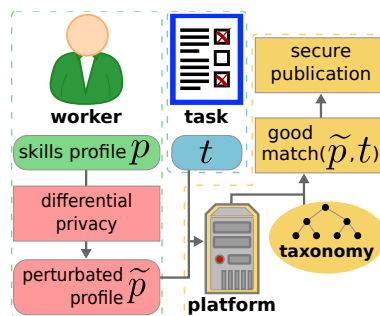 worker
skills profile p
differential
privacy
perturbated
profile p̃
task
t
platform
secure
publication
good
match(p̃,t)
taxonomy